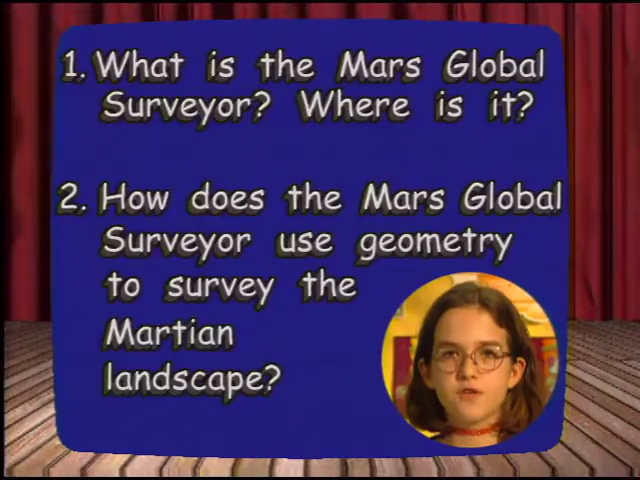 1. What is the Mars Global
Surveyor? Where is it?
2. How does the Mars Global
Surveyor use geometry
to survey the
Martian
landscape?